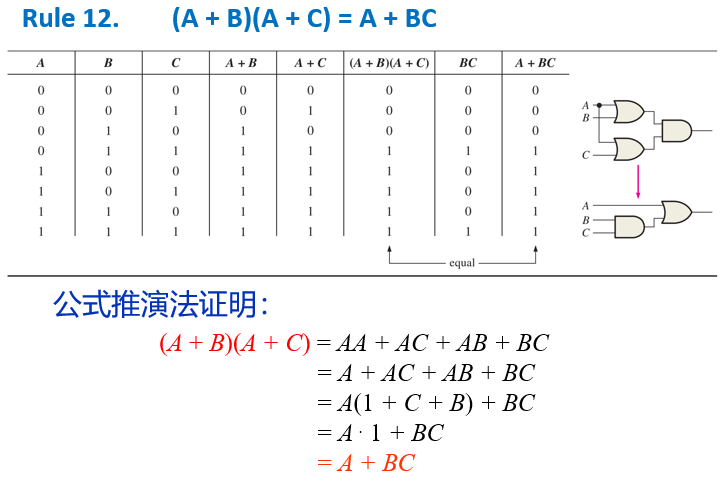 Rule 12. (A + B)(A + C) = A + BC
A B C A + B A + C (A + B)(A + C) BC A + BC
0 0 0 0 0 0 0 0
0 0 1 0 1 0 0 0
0 1 0 1 0 0 0 0
0 1 1 1 1 1 1 1
1 0 0 1 1 1 0 1
1 0 1 1 1 1 0 1
1 1 0 1 1 1 0 1
1 1 1 1 1 1 1 1
equal
A
B
C
A
B
C
公式推演法证明：
(A + B)(A + C) = AA + AC + AB + BC
= A + AC + AB + BC
= A(1 + C + B) + BC
= A · 1 + BC
= A + BC